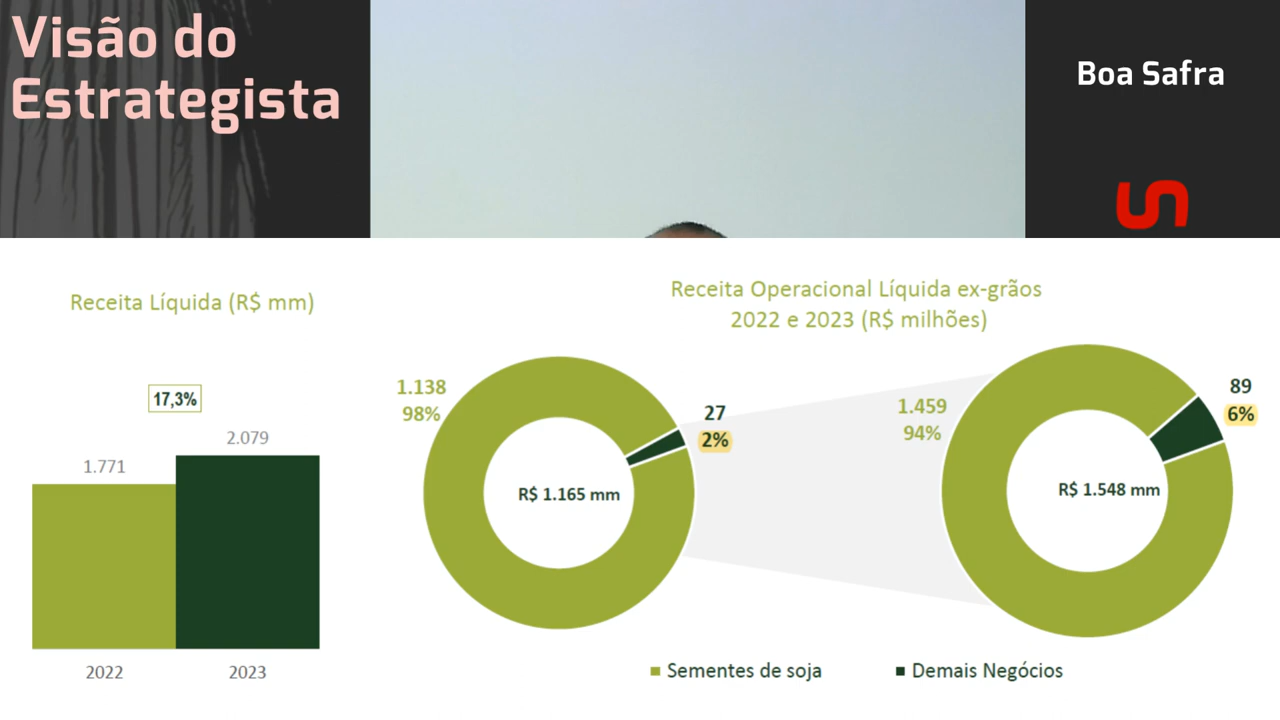 Visão do
Estrategista
Boa Safra
Receita Líquida (R$ mm)
17,3%
1.771
2.079
2022
2023
Receita Operacional Líquida ex-grãos
2022 e 2023 (R$ milhões)
1.138
98%
27
2%
R$ 1.165 mm
1.459
94%
89
6%
R$ 1.548 mm
Sementes de soja
Demais Negócios